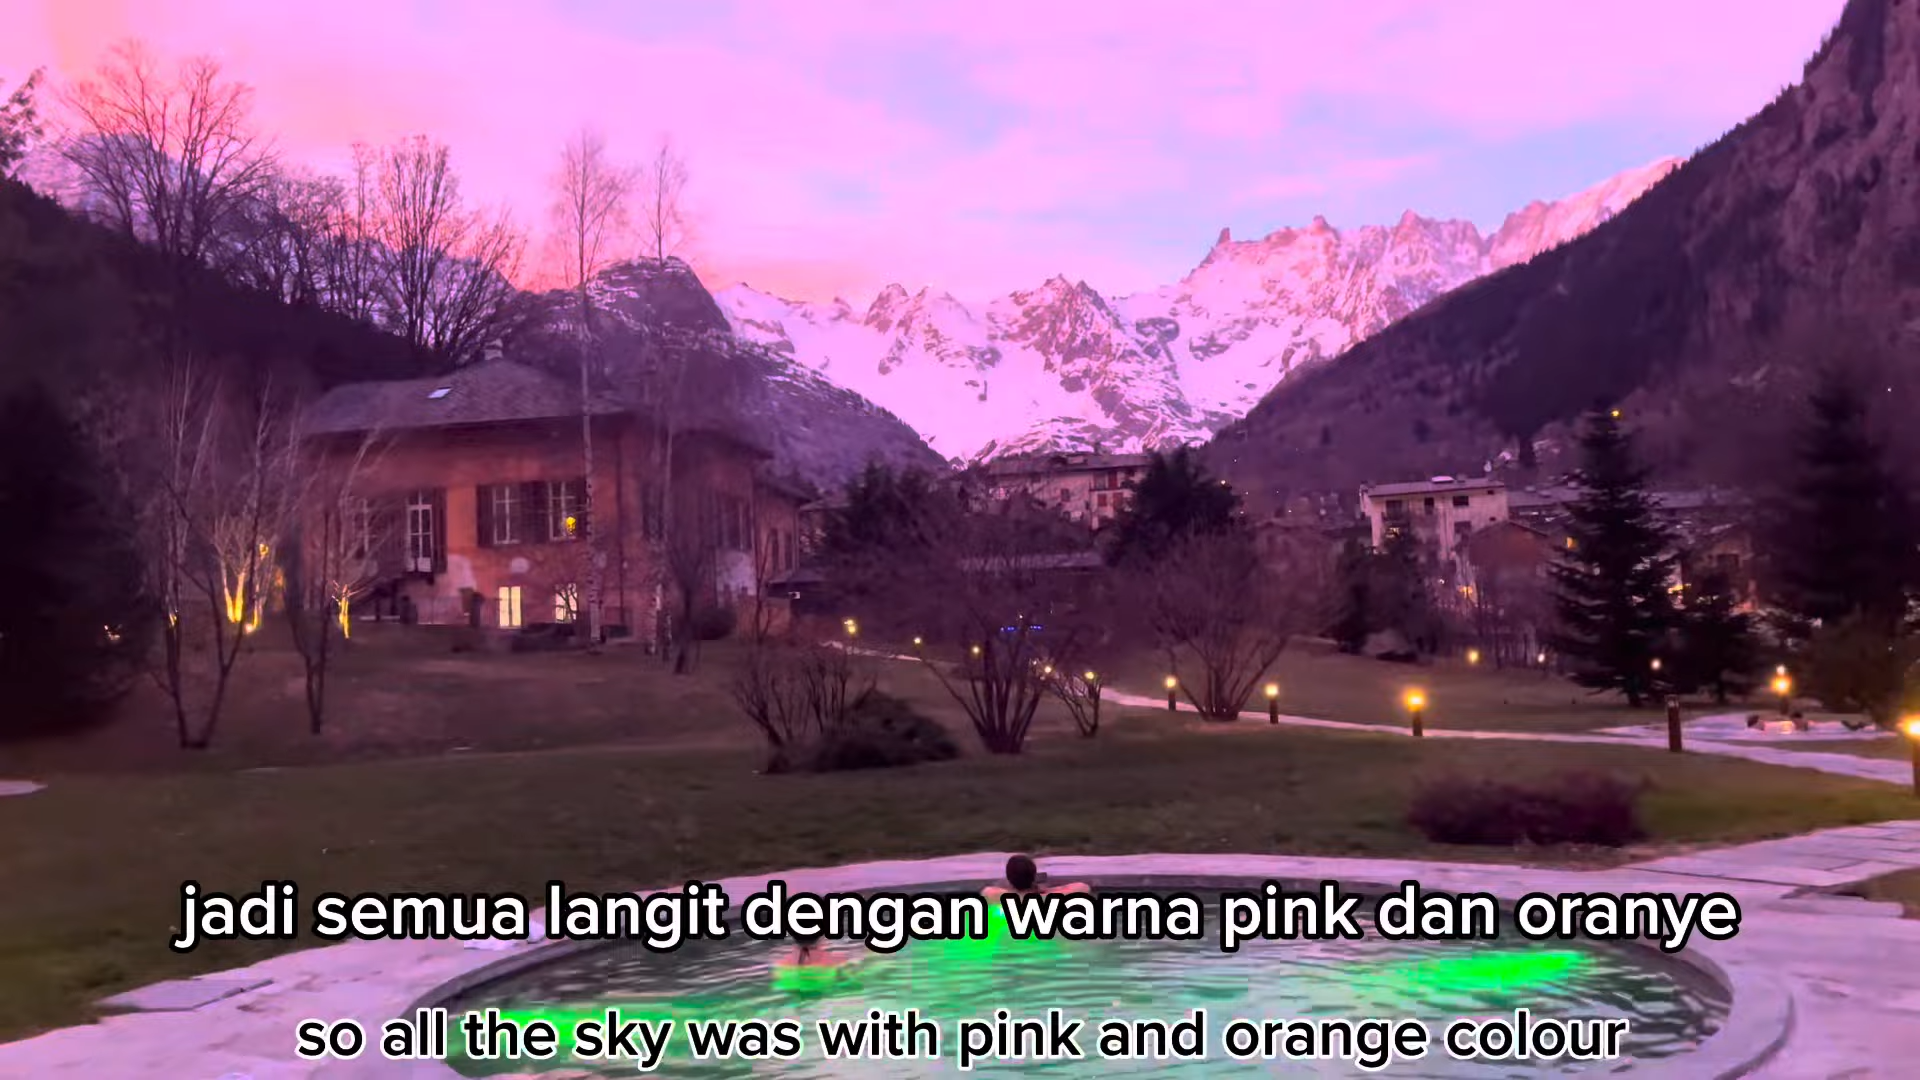 jadi semua langit dengan warna pink dan oranye
so all the sky was with pink and orange colour